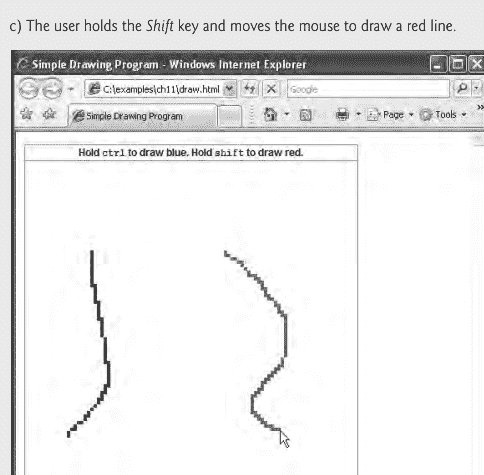 c) The user holds the Shift key and moves the mouse to draw a red line.
Simple Drawing Program - Windows Internet Explorer
C:\examples\ch11\draw.html
Google
Simple Drawing Program
Page
Tools
Hold ctrl to draw blue. Hold shift to draw red.